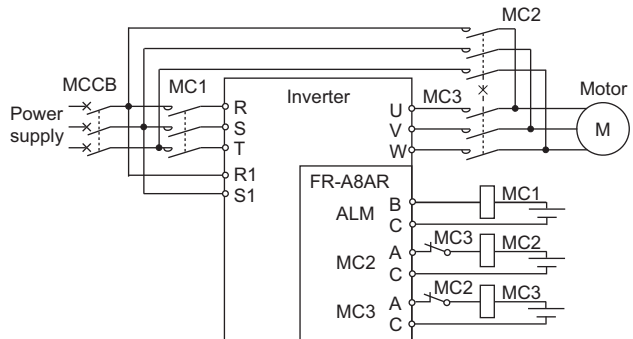 MC2
MCCB
MC1
Inverter
MC3
Motor
Power
supply
R
S
T
R1
S1
U
V
W
M
FR-A8AR
ALM
B
C
MC1
MC2
A
C
MC3
MC2
MC3
A
C
MC2
MC3